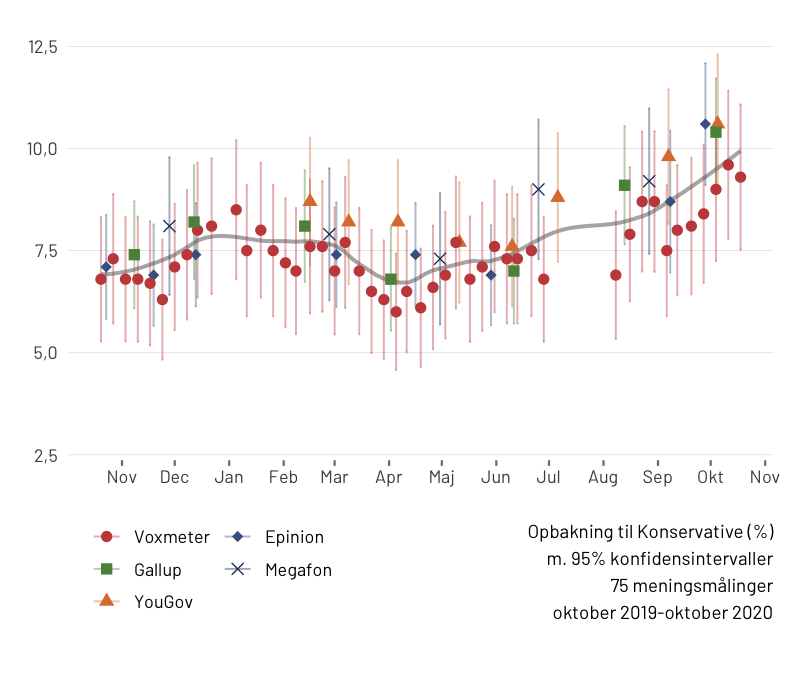 12,5
10,0
7,5
5,0
2,5
Nov Dec Jan Feb Mar Apr Maj Jun Jul Aug Sep Okt Nov
Voxmeter Epinion
Gallup Megafon
YouGov
Opbakning til Konservative (%)
m. 95% konfidensintervaller
75 meningsmålinger
oktober 2019-oktober 2020